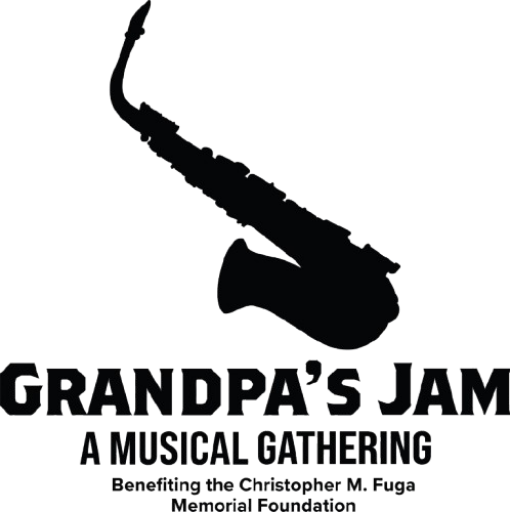 GRANDPA'S JAM
A MUSICAL GATHERING
Benefiting the Christopher M. Fuga
Memorial Foundation